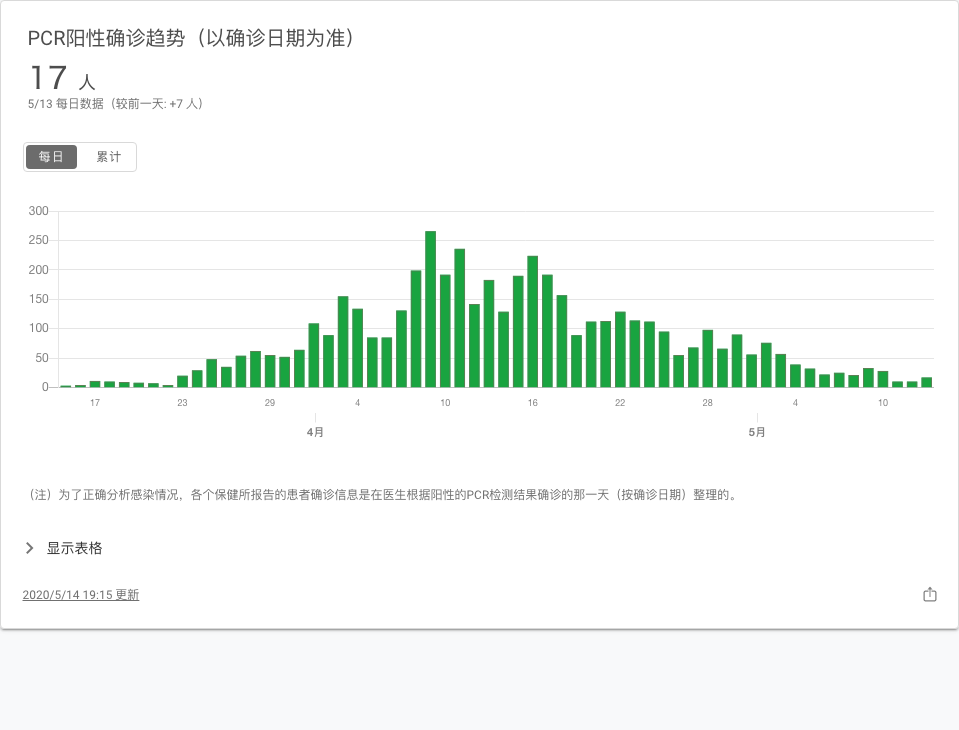 PCR阳性确诊趋势（以确诊日期为准）
17 人
5/13 每日数据（较前一天: +7 人）
每日 累计
300
250
200
150
100
50
0
17 23 29 4 10 16 22 28 4 10
4月 5月
（注）为了正确分析感染情况，各个保健所报告的患者确诊信息是在医生根据阳性的PCR检测结果确诊的那一天（按确诊日期）整理的。
显示表格
2020/5/14 19:15 更新